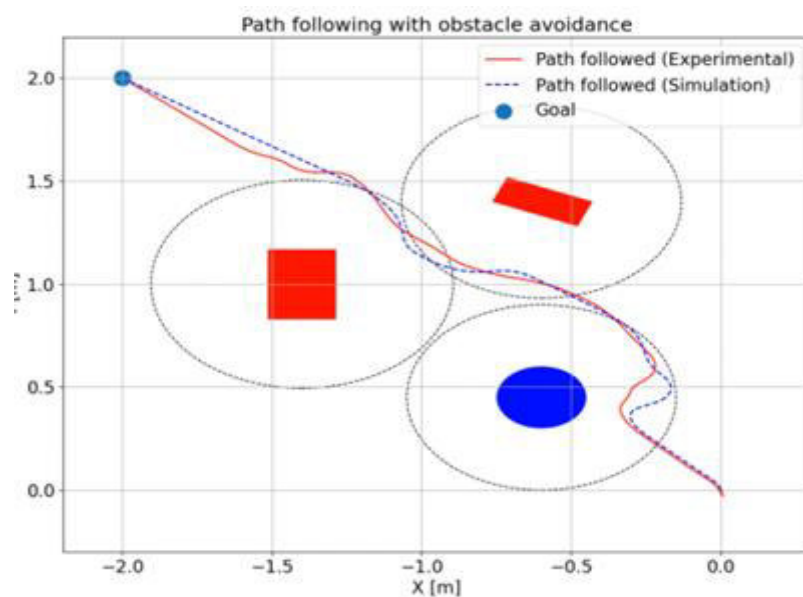 Path following with obstacle avoidance
Path followed (Experimental)
Path followed (Simulation)
Goal
2.0
1.5
1.0
0.5
0.0
−2.0
−1.5
−1.0
−0.5
0.0
X [m]